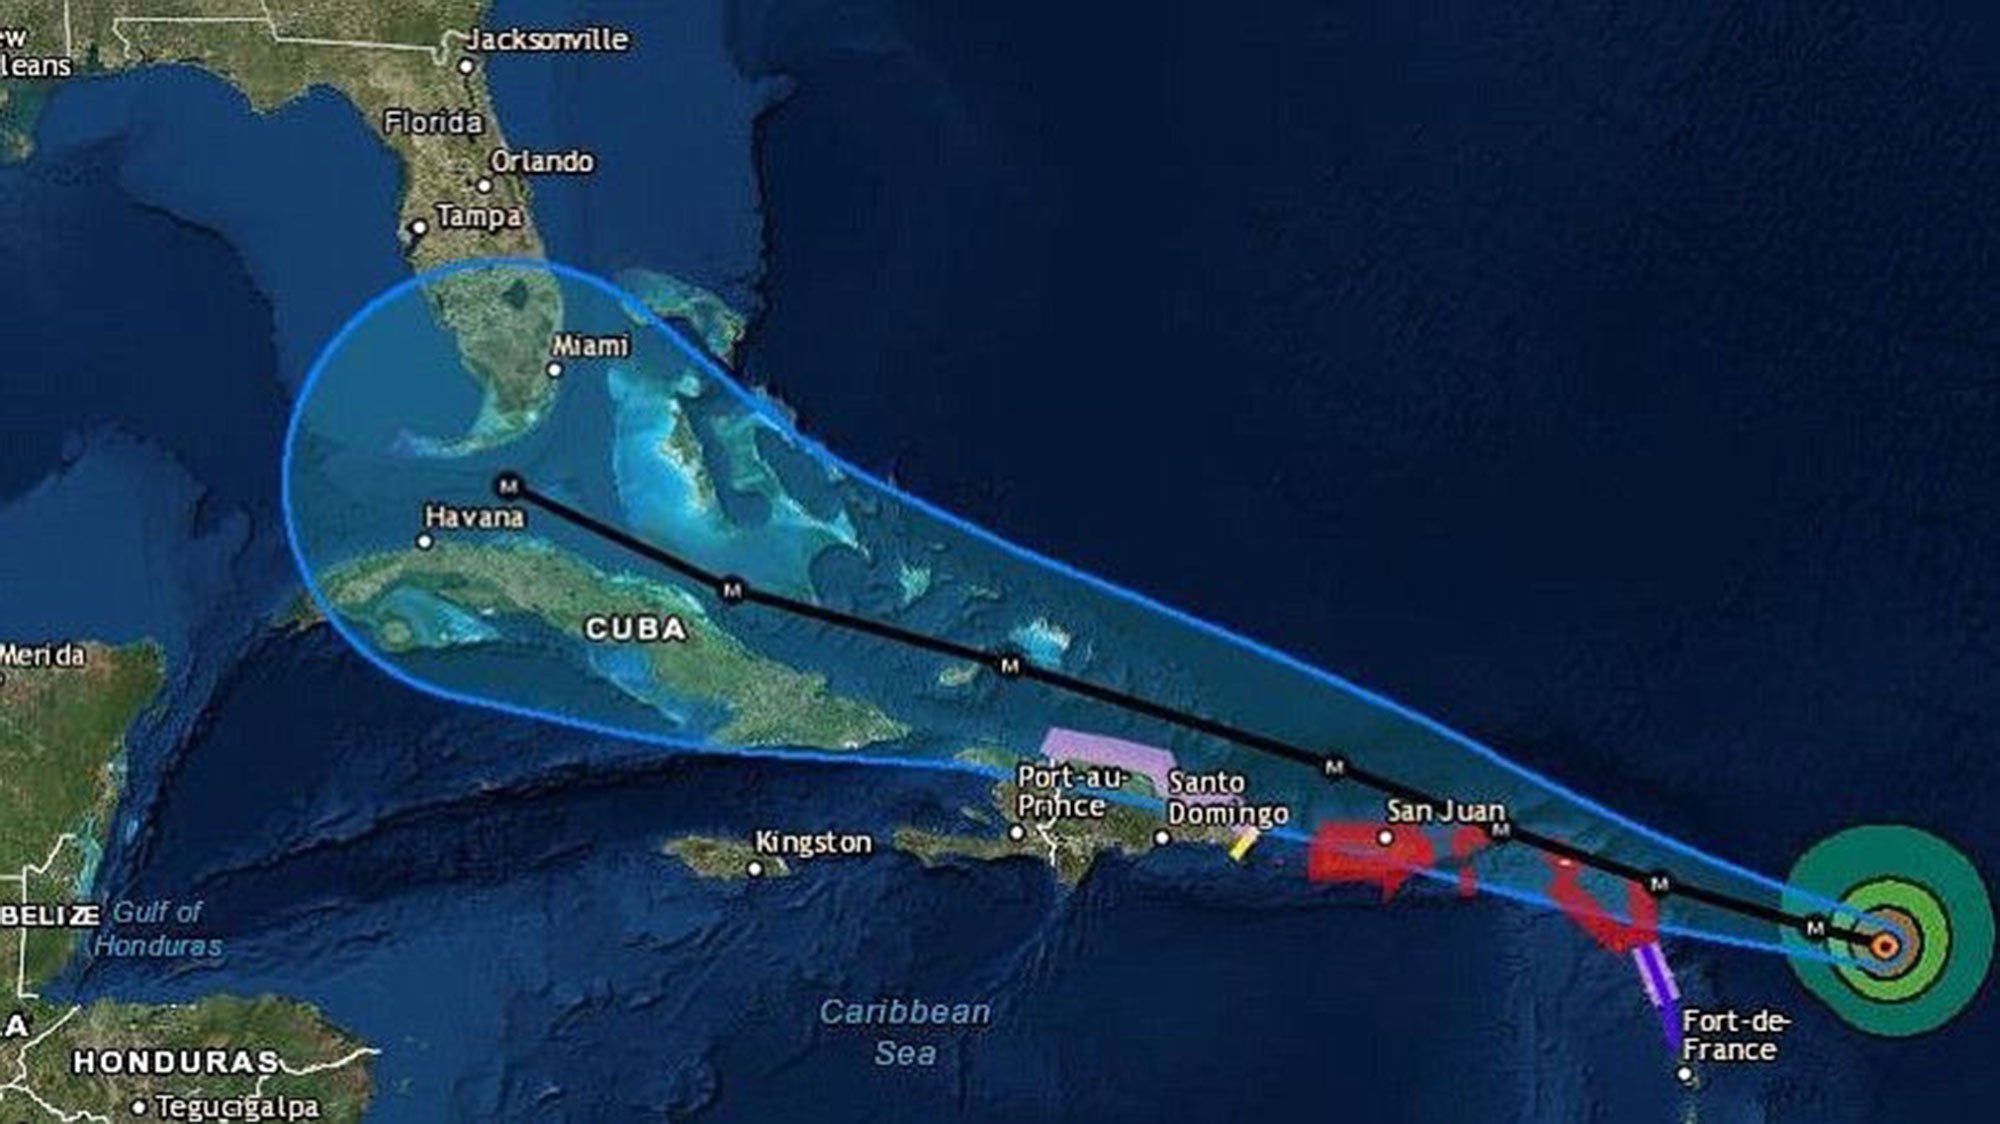 Jacksonville
ew
leans
Florida
Orlando
Tampa
Miami
M
Havana
M
CUBA
Merida
M
Port-au-
Prince
Santo
Domingo
M
San Juan
M
Kingston
M
M
BELIZE
Gulf of
Honduras
Caribbean
Sea
Fort-de-
France
A
HONDURAS
Tegucigalpa